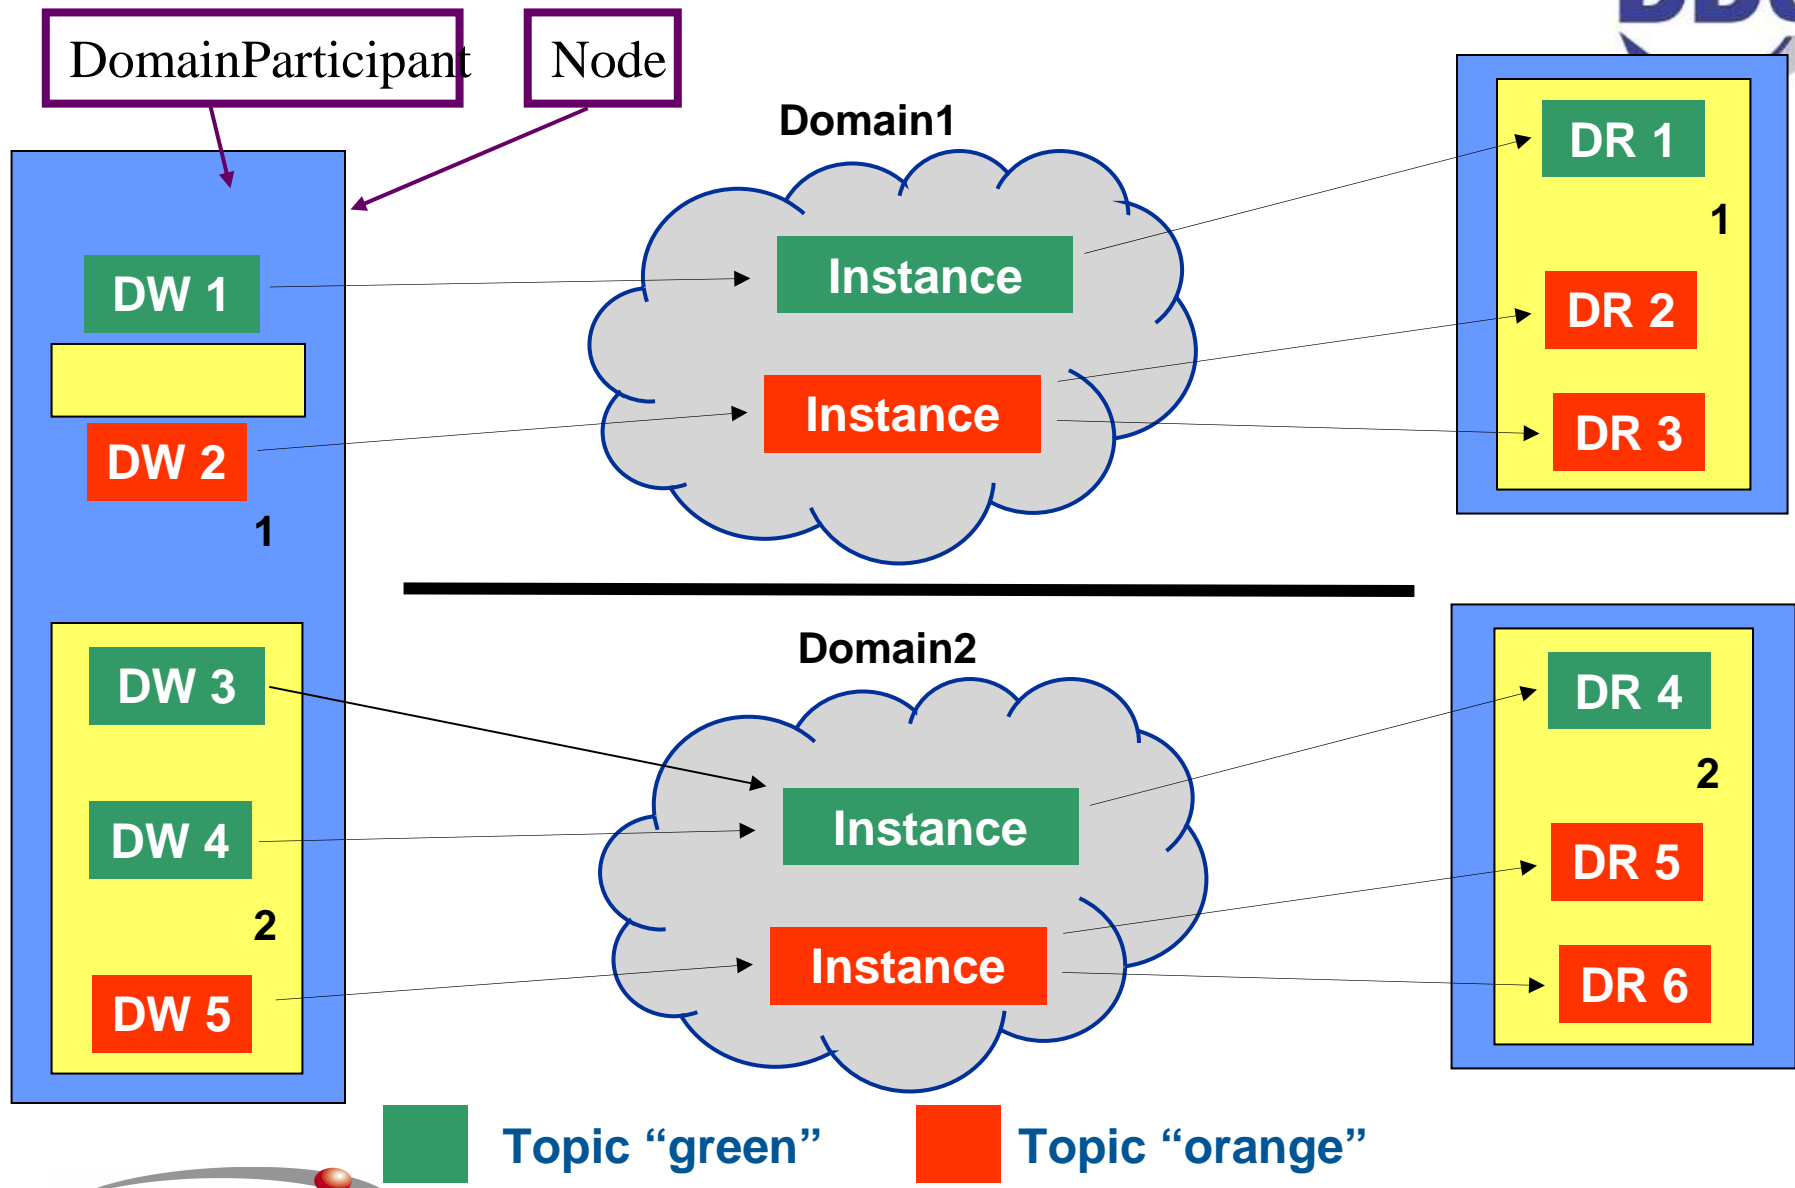 DomainParticipant
Node
Domain1
DW 1
Instance
DR 1
1
DR 2
DW 2
Instance
DR 3
1
Domain2
DW 3
DR 4
2
DW 4
Instance
DR 5
2
DW 5
Instance
DR 6
Topic “green”
Topic “orange”